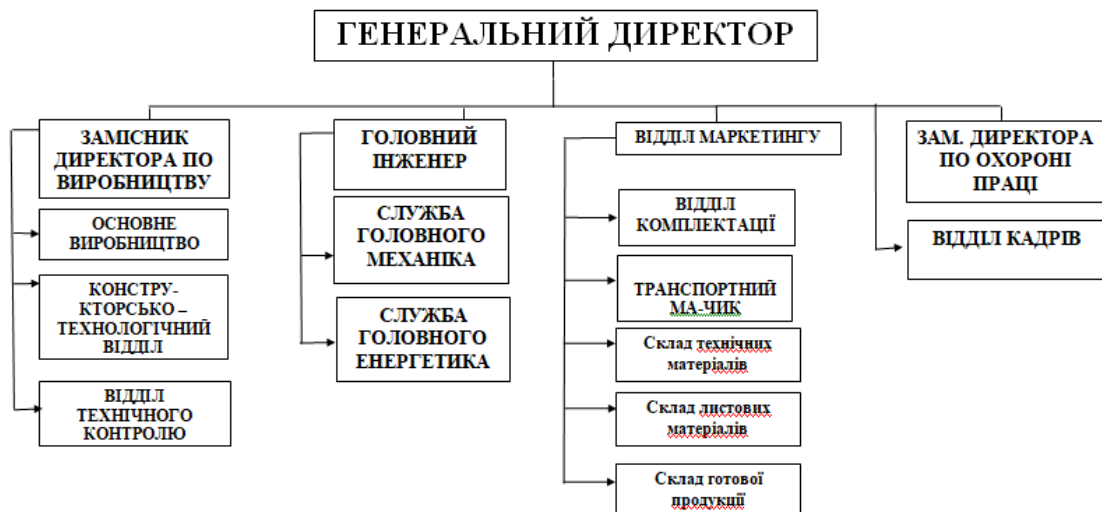 ГЕНЕРАЛЬНИЙ ДИРЕКТОР
ЗАМІСНИК
ДИРЕКТОРА ПО
ВИРОБНИЦТВУ
ОСНОВНЕ
ВИРОБНИЦТВО
КОНСТРУ-
КТОРСЬКО –
ТЕХНОЛОГІЧНИЙ
ВІДДІЛ
ВІДДІЛ
ТЕХНІЧНОГО
КОНТРОЛЮ
ГОЛОВНИЙ
ІНЖЕНЕР
СЛУЖБА
ГОЛОВНОГО
МЕХАНІКА
СЛУЖБА
ГОЛОВНОГО
ЕНЕРГЕТИКА
ВІДДІЛ МАРКЕТИНГУ
ВІДДІЛ
КОМПЛЕКТАЦІЇ
ТРАНСПОРТНИЙ
МА-ЧИК
Склад технічних
матеріалів
Склад листових
матеріалів
Склад готової
продукції
ЗАМ. ДИРЕКТОРА
ПО ОХОРОНІ
ПРАЦІ
ВІДДІЛ КАДРІВ